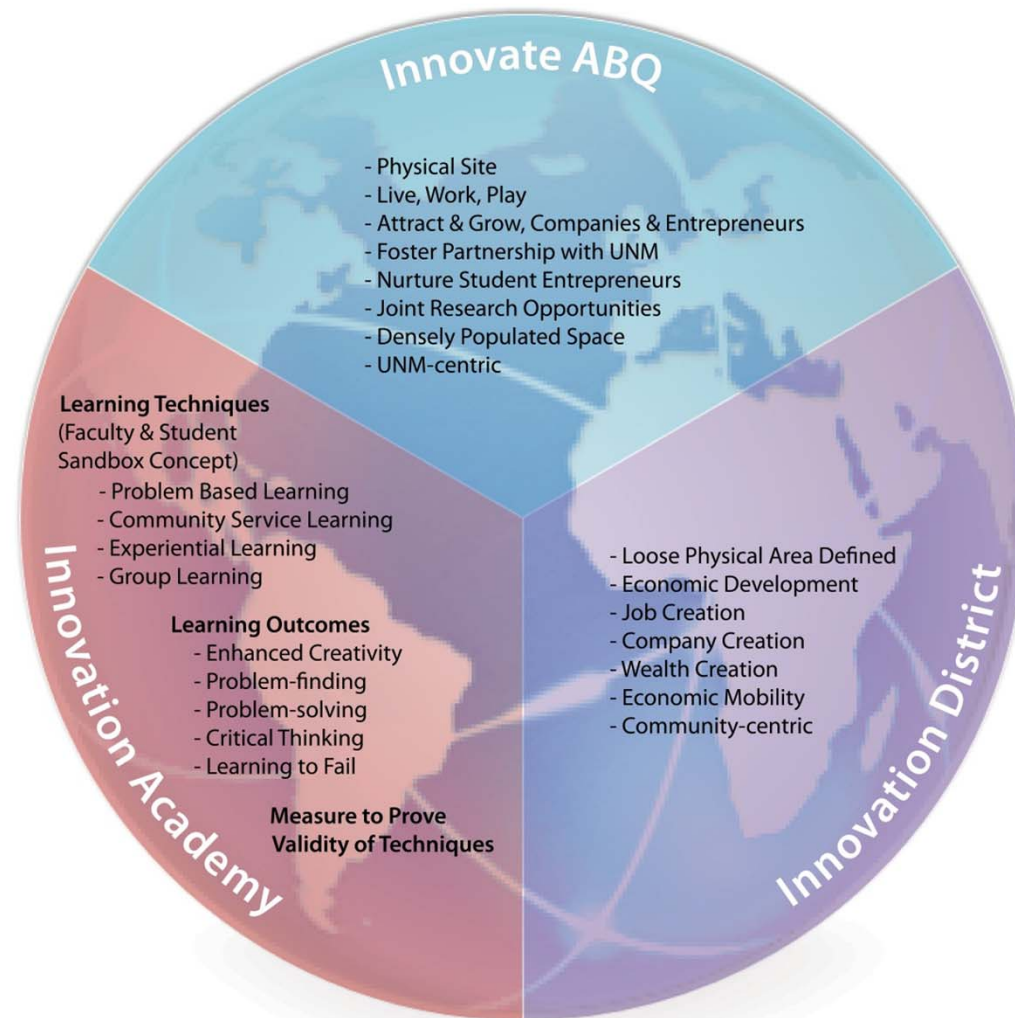 Innovate ABQ
- Physical Site
- Live, Work, Play
- Attract & Grow, Companies & Entrepreneurs
- Foster Partnership with UNM
- Nurture Student Entrepreneurs
- Joint Research Opportunities
- Densely Populated Space
- UNM-centric
Innovation Academy
Learning Techniques
(Faculty & Student
Sandbox Concept)
- Problem Based Learning
- Community Service Learning
- Experiential Learning
- Group Learning
Learning Outcomes
- Enhanced Creativity
- Problem-finding
- Problem-solving
- Critical Thinking
- Learning to Fail
Measure to Prove
Validity of Techniques
Innovation District
- Loose Physical Area Defined
- Economic Development
- Job Creation
- Company Creation
- Wealth Creation
- Economic Mobility
- Community-centric